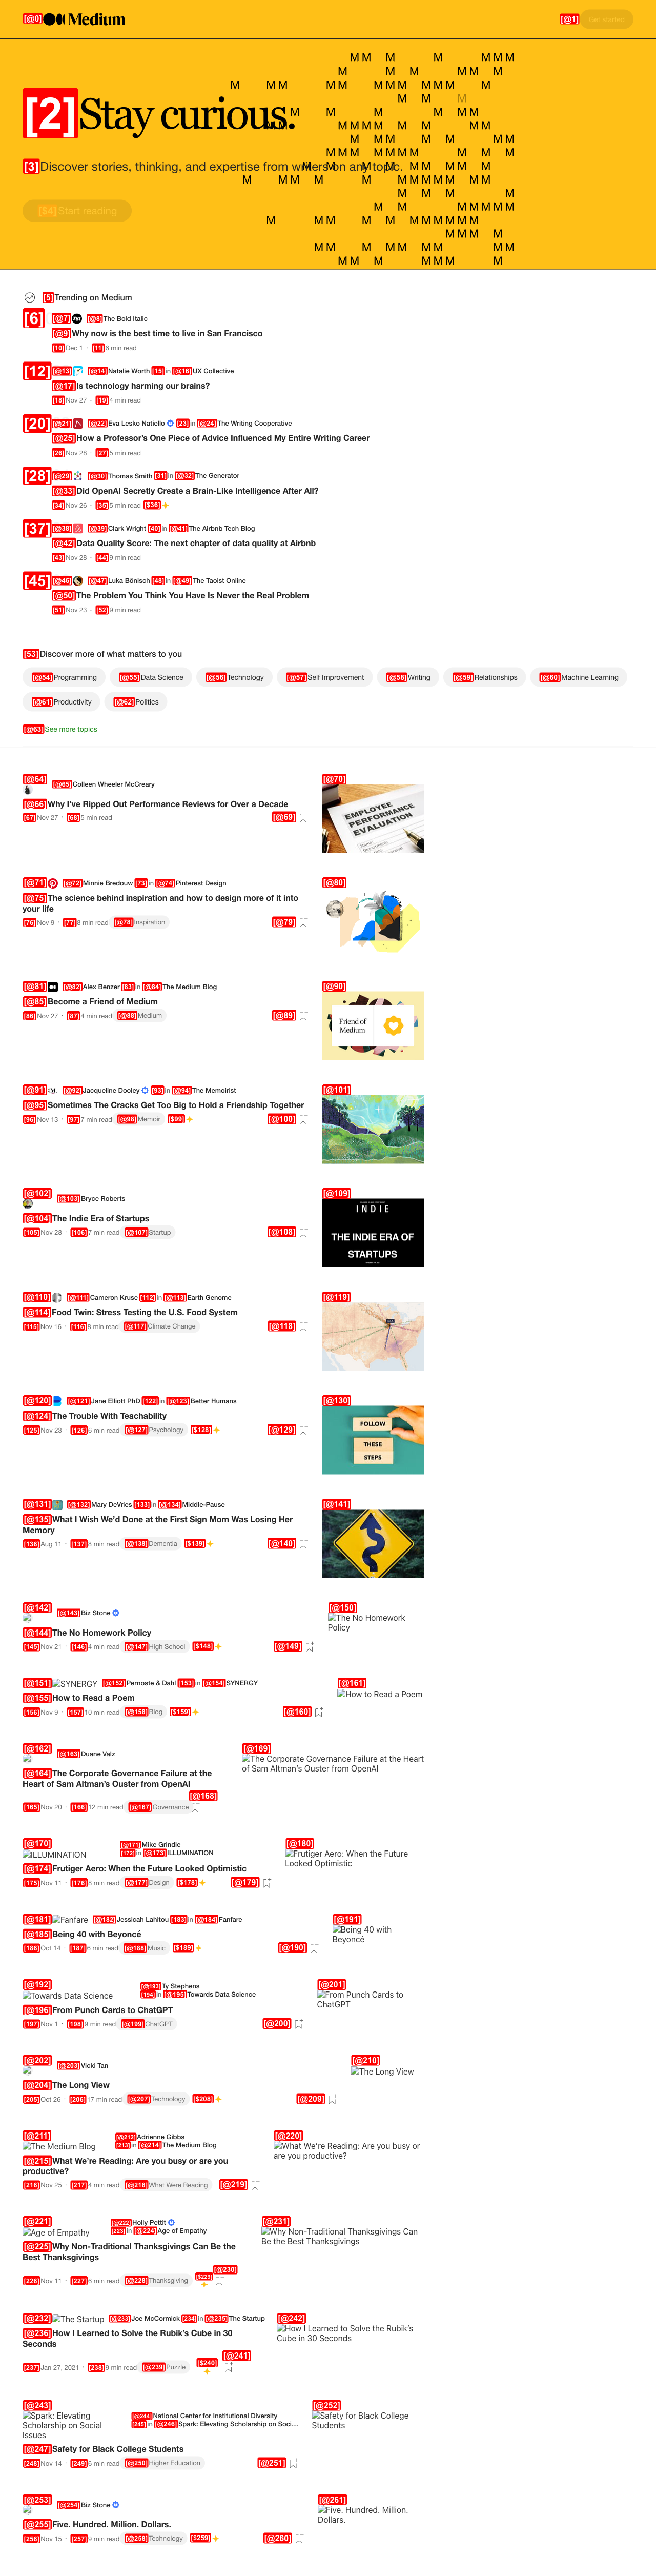 [@0] Medium
[@1] Get started
[2] Stay curious.
[3] Discover stories, thinking, and expertise from writers on any topic.
[$4] Start reading
[5] Trending on Medium
[6] [@7] [@8] The Bold Italic
[@9] Why now is the best time to live in San Francisco
[10] Dec 1 · [11] 6 min read
[12] [@13] [@14] Natalie Worth [15] in [@16] UX Collective
[@17] Is technology harming our brains?
[18] Nov 27 · [19] 4 min read
[20] [@21] [@22] Eva Lesko Natiello [23] in [@24] The Writing Cooperative
[@25] How a Professor's One Piece of Advice Influenced My Entire Writing Career
[26] Nov 28 · [27] 5 min read
[28] [@29] [@30] Thomas Smith [31] in [@32] The Generator
[@33] Did OpenAI Secretly Create a Brain-Like Intelligence After All?
[34] Nov 26 · [35] 5 min read [$36]
[37] [@38] [@39] Clark Wright [40] in [@41] The Airbnb Tech Blog
[@42] Data Quality Score: The next chapter of data quality at Airbnb
[43] Nov 28 · [44] 9 min read
[45] [@46] [@47] Luka Bönisch [48] in [@49] The Taoist Online
[@50] The Problem You Think You Have Is Never the Real Problem
[51] Nov 23 · [52] 9 min read
[53] Discover more of what matters to you
[@54] Programming [@55] Data Science [@56] Technology [@57] Self Improvement [@58] Writing [@59] Relationships [@60] Machine Learning
[@61] Productivity [@62] Politics
[@63] See more topics
[@64] [@65] Colleen Wheeler McCreary
[@66] Why I've Ripped Out Performance Reviews for Over a Decade
[67] Nov 27 · [68] 5 min read [@69]
[@70]
EMPLOYEE
PERFORMANCE
EVALUATION
[@71] [@72] Minnie Bredouw [73] in [@74] Pinterest Design
[@75] The science behind inspiration and how to design more of it into
your life
[76] Nov 9 · [77] 8 min read [@78] Inspiration [@79]
[@80]
[@81] [@82] Alex Benzer [83] in [@84] The Medium Blog
[@85] Become a Friend of Medium
[86] Nov 27 · [87] 4 min read [@88] Medium [@89]
[@90]
Friend of
Medium
[@91] [@92] Jacqueline Dooley [93] in [@94] The Memoirist
[@95] Sometimes The Cracks Get Too Big to Hold a Friendship Together
[96] Nov 13 · [97] 7 min read [@98] Memoir [$99] [@100]
[@101]
[@102] [@103] Bryce Roberts
[@104] The Indie Era of Startups
[105] Nov 28 · [106] 7 min read [@107] Startup [@108]
[@109]
INDIE
THE INDIE ERA OF
STARTUPS
[@110] [@111] Cameron Kruse [112] in [@113] Earth Genome
[@114] Food Twin: Stress Testing the U.S. Food System
[115] Nov 16 · [116] 8 min read [@117] Climate Change [@118]
[@119]
[@120] [@121] Jane Elliott PhD [122] in [@123] Better Humans
[@124] The Trouble With Teachability
[125] Nov 23 · [126] 6 min read [@127] Psychology [$128] [@129]
[@130]
FOLLOW
THESE
STEPS
[@131] [@132] Mary DeVries [133] in [@134] Middle-Pause
[@135] What I Wish We'd Done at the First Sign Mom Was Losing Her
Memory
[136] Aug 11 · [137] 8 min read [@138] Dementia [$139] [@140]
[@141]
[@142] [@143] Biz Stone
[@144] The No Homework Policy
[145] Nov 21 · [146] 4 min read [@147] High School [$148] [@149]
[@150]
The No Homework
Policy
[@151] SYNERGY [@152] Pernoste & Dahl [153] in [@154] SYNERGY
[@155] How to Read a Poem
[156] Nov 9 · [157] 10 min read [@158] Blog [$159] [@160]
[@161]
How to Read a Poem
[@162] [@163] Duane Valz
[@164] The Corporate Governance Failure at the
Heart of Sam Altman's Ouster from OpenAI
[165] Nov 20 · [166] 12 min read [@167] Governance [@168]
[@169]
The Corporate Governance Failure at the Heart
of Sam Altman's Ouster from OpenAI
[@170] ILLUMINATION [@171] Mike Grindle
[172] in [@173] ILLUMINATION
[@174] Frutiger Aero: When the Future Looked Optimistic
[175] Nov 11 · [176] 8 min read [@177] Design [$178] [@179]
[@180]
Frutiger Aero: When the Future
Looked Optimistic
[@181] Fanfare [@182] Jessicah Lahitou [183] in [@184] Fanfare
[@185] Being 40 with Beyoncé
[186] Oct 14 · [187] 6 min read [@188] Music [$189] [@190]
[@191]
Being 40 with
Beyoncé
[@192] Towards Data Science [@193] Ty Stephens
[194] in [@195] Towards Data Science
[@196] From Punch Cards to ChatGPT
[197] Nov 1 · [198] 9 min read [@199] ChatGPT [@200]
[@201]
From Punch Cards to
ChatGPT
[@202] [@203] Vicki Tan
[@204] The Long View
[205] Oct 26 · [206] 17 min read [@207] Technology [$208] [@209]
[@210]
The Long View
[@211] The Medium Blog [@212] Adrienne Gibbs
[213] in [@214] The Medium Blog
[@215] What We're Reading: Are you busy or are you
productive?
[216] Nov 25 · [217] 4 min read [@218] What Were Reading [@219]
[@220]
What We're Reading: Are you busy or
are you productive?
[@221] Age of Empathy [@222] Holly Pettit
[223] in [@224] Age of Empathy
[@225] Why Non-Traditional Thanksgivings Can Be the
Best Thanksgivings
[226] Nov 11 · [227] 6 min read [@228] Thanksgiving [$229] [@230]
[@231]
Why Non-Traditional Thanksgivings Can
Be the Best Thanksgivings
[@232] The Startup [@233] Joe McCormick [234] in [@235] The Startup
[@236] How I Learned to Solve the Rubik's Cube in 30
Seconds
[237] Jan 27, 2021 · [238] 9 min read [@239] Puzzle [$240] [@241]
[@242]
How I Learned to Solve the Rubik's
Cube in 30 Seconds
[@243] Spark: Elevating
Scholarship on Social
Issues
[@244] National Center for Institutional Diversity
[245] in [@246] Spark: Elevating Scholarship on Soci...
[@247] Safety for Black College Students
[248] Nov 14 · [249] 6 min read [@250] Higher Education [@251]
[@252]
Safety for Black College
Students
[@253] [@254] Biz Stone
[@255] Five. Hundred. Million. Dollars.
[256] Nov 15 · [257] 9 min read [@258] Technology [$259] [@260]
[@261]
Five. Hundred. Million.
Dollars.